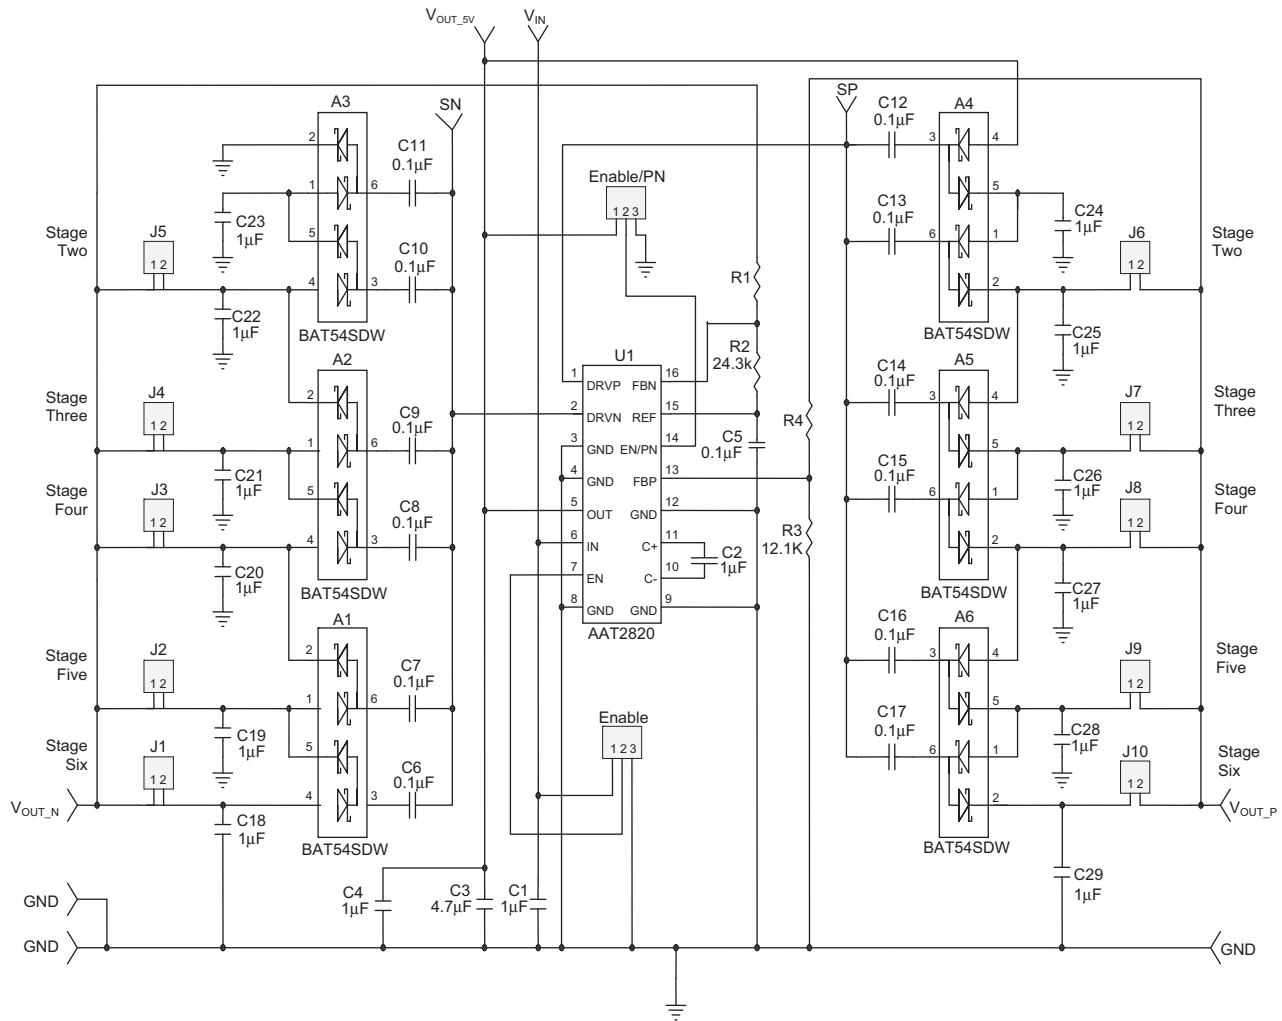 V_OUT_5V V_IN
A3 SN SP C12 0.1µF A4
2 C11 0.1µF 3 4
Enable/PN
1 2 3
1 6 5
C23 1µF C13 0.1µF C24 1µF
Stage Two J5 1 2 5 C10 0.1µF 6 1 J6 1 2 Stage Two
R1
4 3 2
C22 1µF BAT54SDW BAT54SDW C25 1µF
R2 24.3k
A2 U1 A5
Stage Three J4 1 2 2 C9 0.1µF C14 0.1µF 3 4 J7 1 2 Stage Three
1 DRVP FBN 16
2 DRVN REF 15
3 GND EN/PN 14
4 GND FBP 13
5 OUT GND 12
6 IN C+ 11
7 EN C- 10
8 GND GND 9
AAT2820
C5 0.1µF R4
1 6 5
C21 1µF C15 0.1µF C26 1µF
Stage Four J3 1 2 5 C8 0.1µF 6 1 J8 1 2 Stage Four
C2 1µF R3 12.1K
4 3 2
C20 1µF BAT54SDW BAT54SDW C27 1µF
A1 A6
Stage Five J2 1 2 2 C7 0.1µF C16 0.1µF 3 4 J9 1 2 Stage Five
1 6 5
Enable
1 2 3
C19 1µF C17 0.1µF C28 1µF
Stage Six J1 1 2 5 C6 0.1µF 6 1 J10 1 2 Stage Six
V_OUT_N 4 3 2 V_OUT_P
C18 1µF BAT54SDW BAT54SDW
C4 1µF C3 4.7µF C1 1µF C29 1µF
GND
GND GND